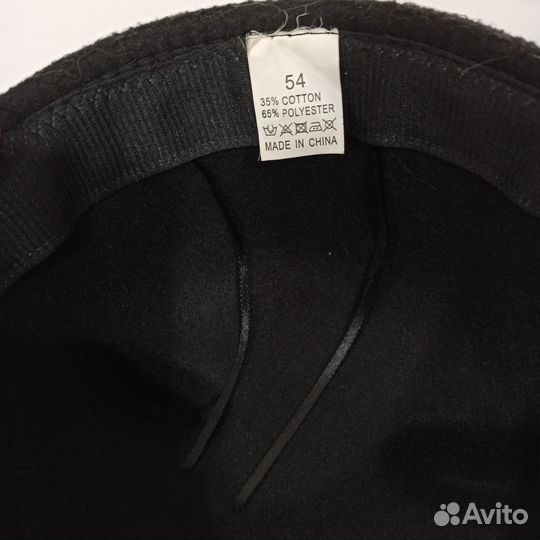 54
35% COTTON
65% POLYESTER
MADE IN CHINA
Avito